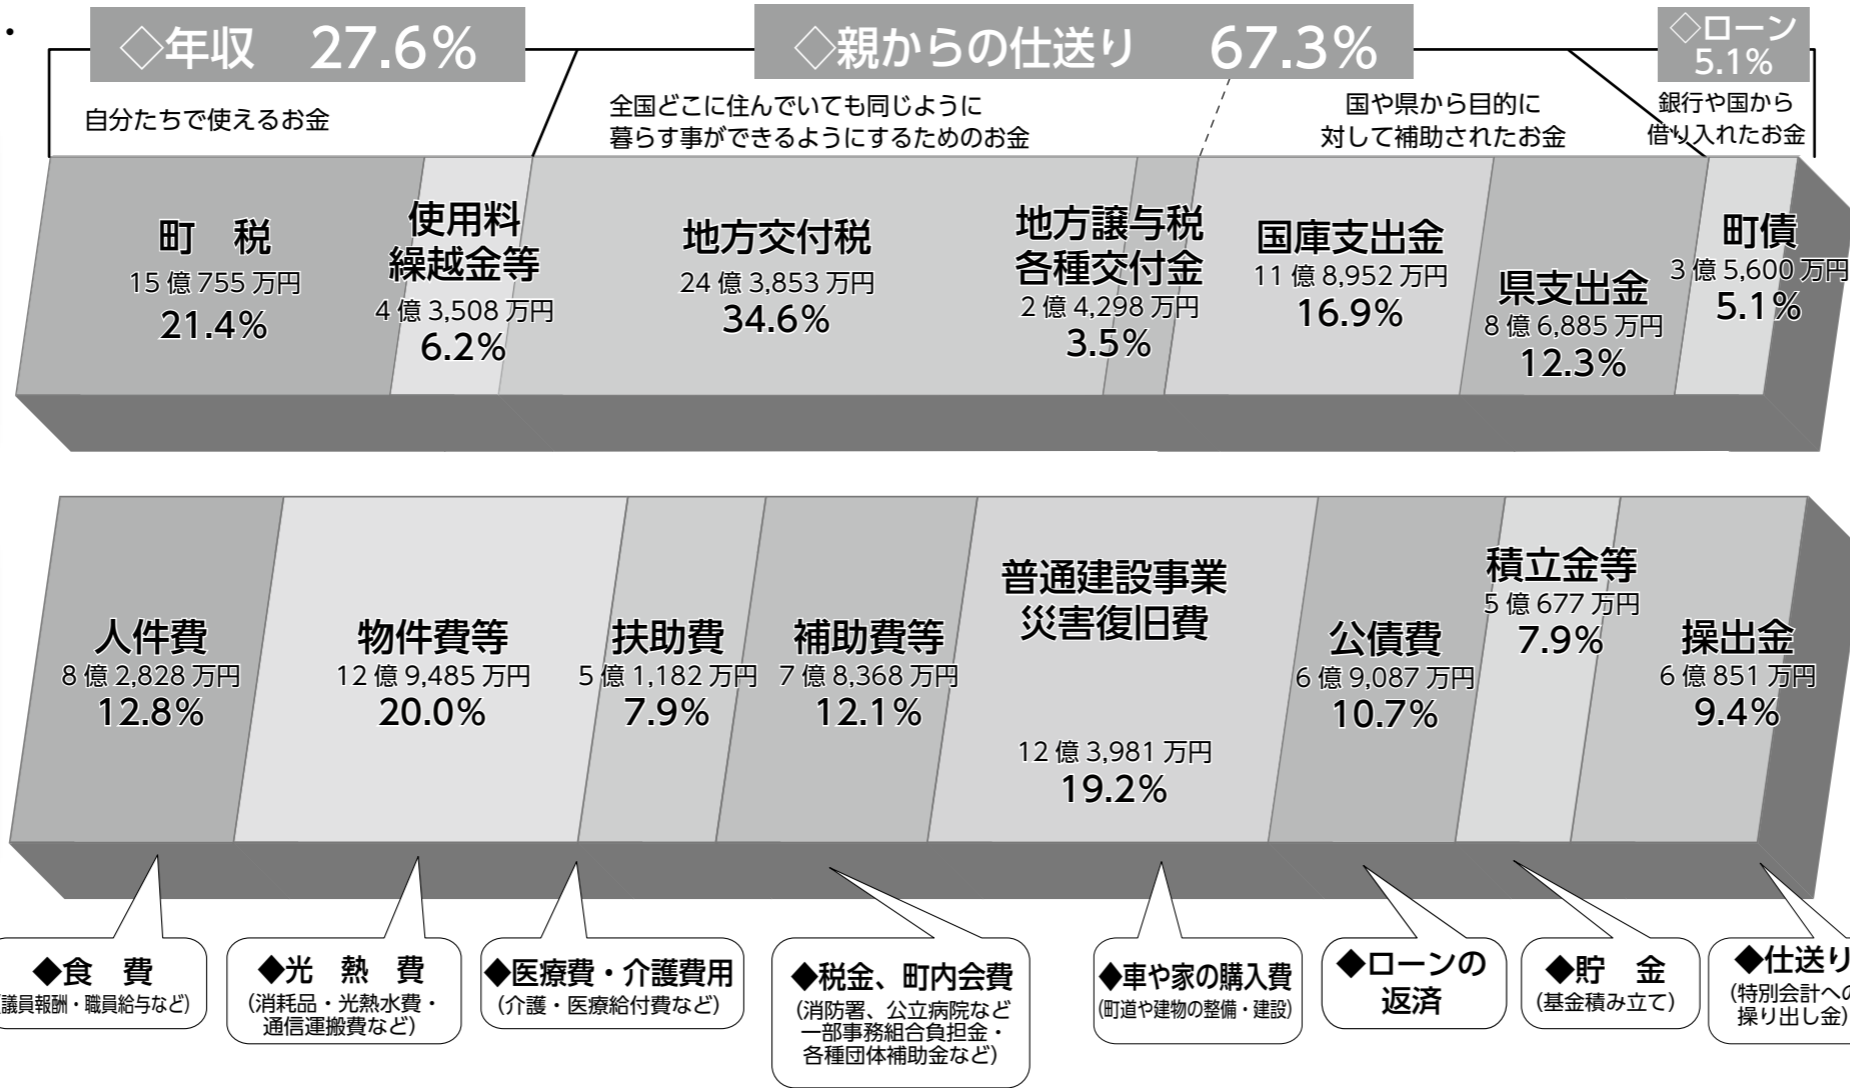 ◇年収 27.6%
◇親からの仕送り 67.3%
◇ローン
5.1%
自分たちで使えるお金
全国どこに住んでいても同じように
暮らす事ができるようにするためのお金
国や県から目的に
対して補助されたお金
銀行や国から
借り入れたお金
町 税
15億755万円
21.4%
使用料
繰越金等
4億3,508万円
6.2%
地方交付税
24億3,853万円
34.6%
地方譲与税
各種交付金
2億4,298万円
3.5%
国庫支出金
11億8,952万円
16.9%
県支出金
8億6,885万円
12.3%
町債
3億5,600万円
5.1%
人件費
8億2,828万円
12.8%
物件費等
12億9,485万円
20.0%
扶助費
5億1,182万円
7.9%
補助費等
7億8,368万円
12.1%
普通建設事業
災害復旧費
12億3,981万円
19.2%
公債費
6億9,087万円
10.7%
積立金等
5億677万円
7.9%
操出金
6億851万円
9.4%
◆食 費
議員報酬・職員給与など)
◆光 熱 費
(消耗品・光熱水費・
通信運搬費など)
◆医療費・介護費用
(介護・医療給付費など)
◆税金、町内会費
(消防署、公立病院など
一部事務組合負担金・
各種団体補助金など)
◆車や家の購入費
(町道や建物の整備・建設)
◆ローンの
返済
◆貯 金
(基金積み立て)
◆仕送り
(特別会計への
操り出し金)